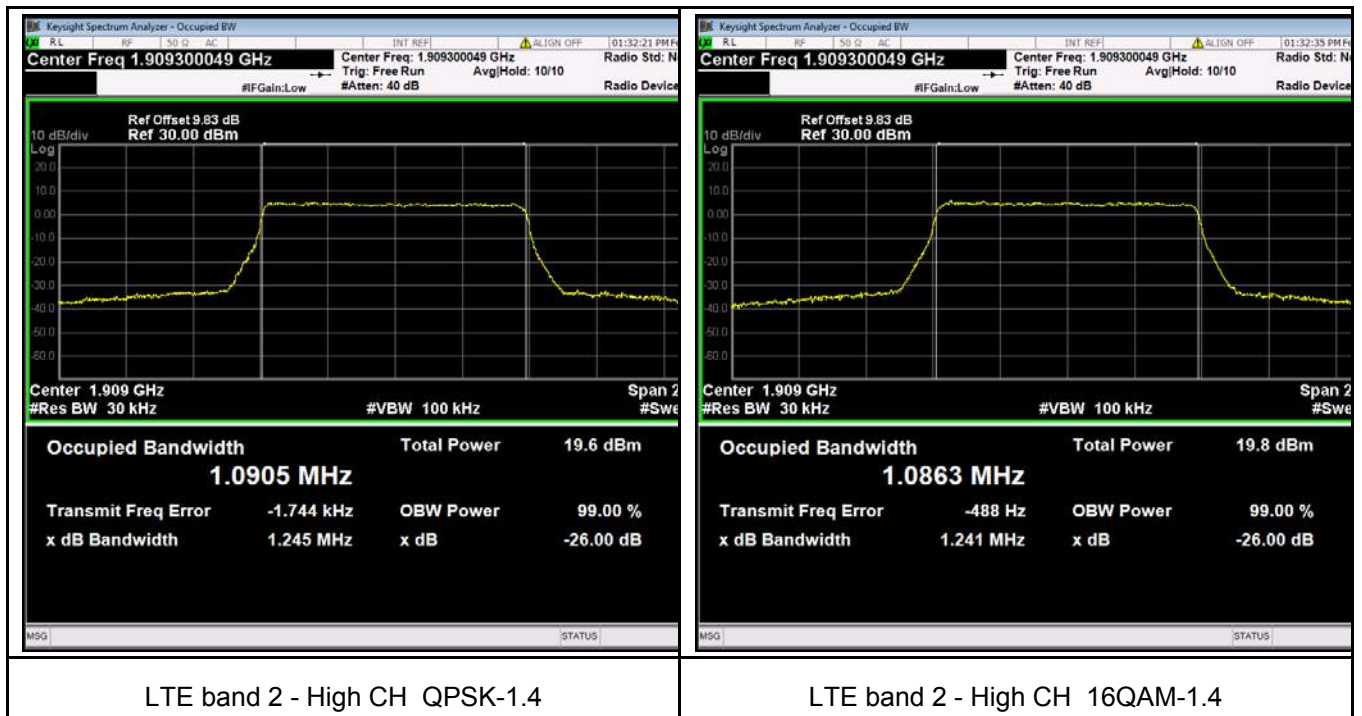 Keysight Spectrum Analyzer - Occupied BW
RL RF 50 Ω AC INT REF ALIGN OFF 01:32:21 PM
Center Freq 1.909300049 GHz
Center Freq: 1.909300049 GHz
Radio Std: N
Trig: Free Run Avg|Hold: 10/10
#IFGain:Low #Atten: 40 dB Radio Device
Ref Offset 9.83 dB
10 dB/div Ref 30.00 dBm
Log
20.0
10.0
0.00
-10.0
-20.0
-30.0
-40.0
-50.0
-60.0
Center 1.909 GHz Span 2
#Res BW 30 kHz #VBW 100 kHz #Swe
Occupied Bandwidth Total Power 19.6 dBm
1.0905 MHz
Transmit Freq Error -1.744 kHz OBW Power 99.00 %
x dB Bandwidth 1.245 MHz x dB -26.00 dB
MSG STATUS
LTE band 2 - High CH QPSK-1.4
Keysight Spectrum Analyzer - Occupied BW
RL RF 50 Ω AC INT REF ALIGN OFF 01:32:35 PM
Center Freq 1.909300049 GHz
Center Freq: 1.909300049 GHz
Radio Std: N
Trig: Free Run Avg|Hold: 10/10
#IFGain:Low #Atten: 40 dB Radio Device
Ref Offset 9.83 dB
10 dB/div Ref 30.00 dBm
Log
20.0
10.0
0.00
-10.0
-20.0
-30.0
-40.0
-50.0
-60.0
Center 1.909 GHz Span 2
#Res BW 30 kHz #VBW 100 kHz #Swe
Occupied Bandwidth Total Power 19.8 dBm
1.0863 MHz
Transmit Freq Error -488 Hz OBW Power 99.00 %
x dB Bandwidth 1.241 MHz x dB -26.00 dB
MSG STATUS
LTE band 2 - High CH 16QAM-1.4